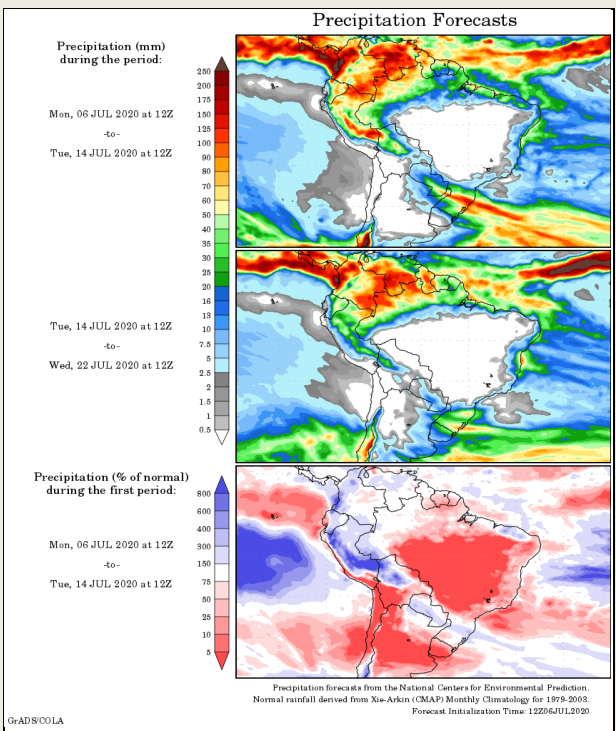 Precipitation Forecasts
Precipitation (mm)
during the period:
Mon, 06 JUL 2020 at 12Z
-to-
Tue, 14 JUL 2020 at 12Z
250
200
175
150
125
100
90
80
70
60
50
40
35
30
25
20
16
13
10
7.5
5
2.5
2
1.5
1
0.5
Tue, 14 JUL 2020 at 12Z
-to-
Wed, 22 JUL 2020 at 12Z
Precipitation (% of normal)
during the first period:
Mon, 06 JUL 2020 at 12Z
-to-
Tue, 14 JUL 2020 at 12Z
800
600
400
300
150
75
50
25
10
5
Precipitation forecasts from the National Centers for Environmental Prediction.
Normal rainfall derived from Xie-Arkin (CMAP) Monthly Climatology for 1979-2003.
Forecast Initialization Time: 12Z06JUL2020
GrADS/COLA